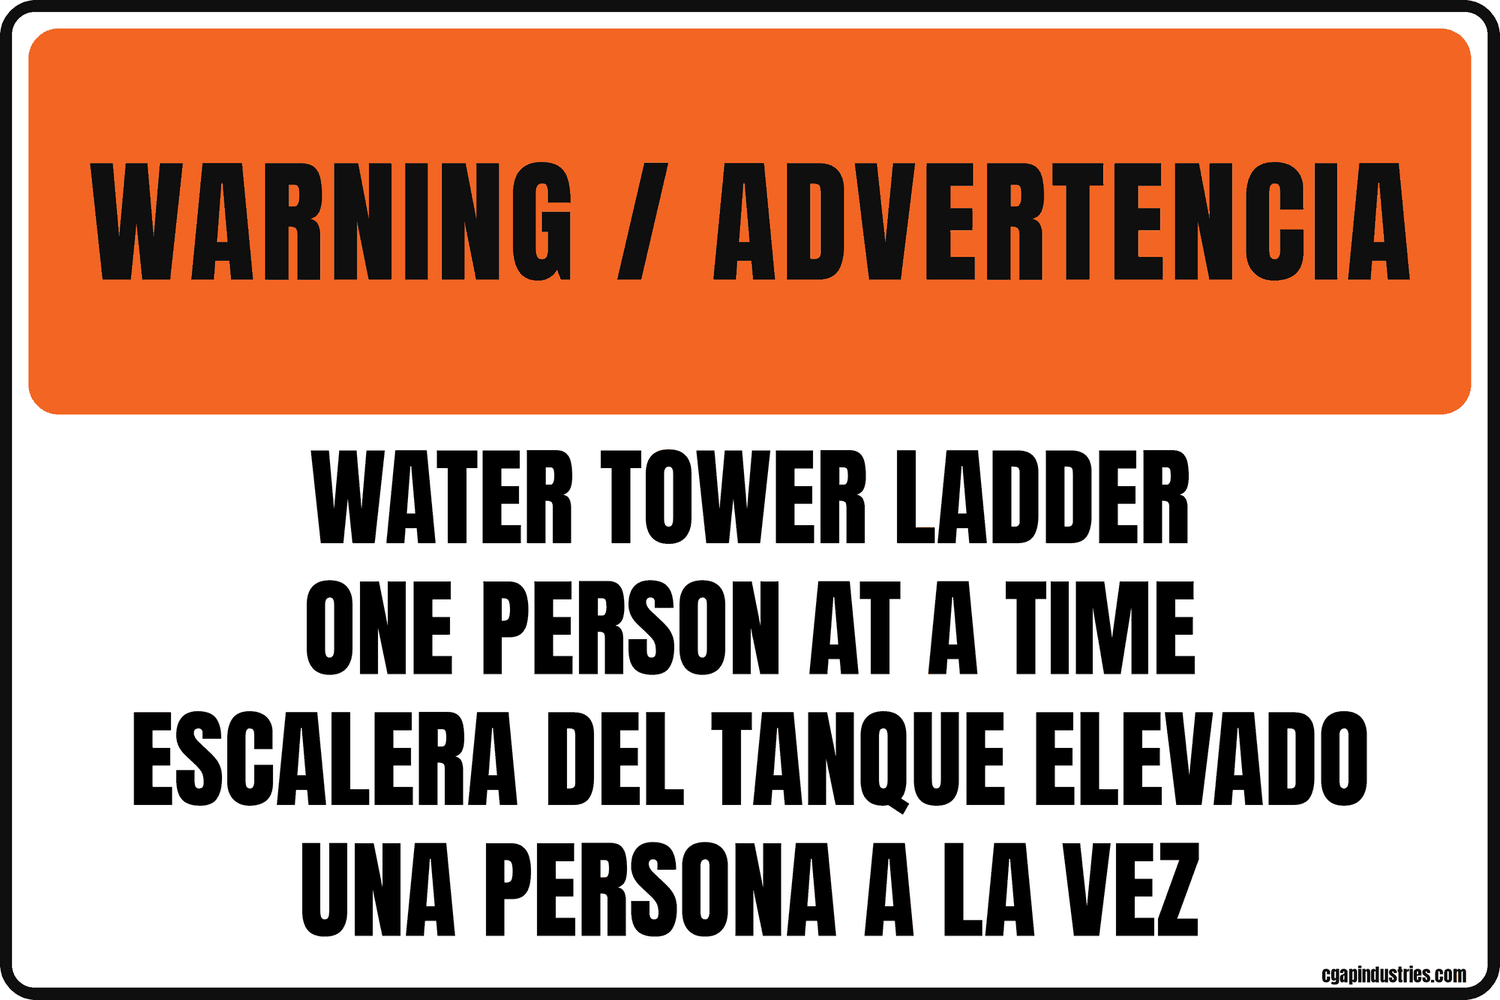 WARNING / ADVERTENCIA
WATER TOWER LADDER
ONE PERSON AT A TIME
ESCALERA DEL TANQUE ELEVADO
UNA PERSONA A LA VEZ
cgapindustries.com